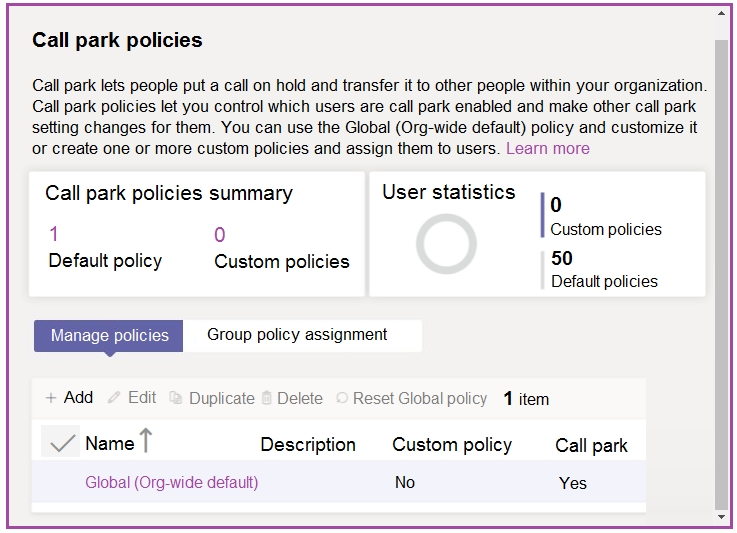 Call park policies
Call park lets people put a call on hold and transfer it to other people within your organization.
Call park policies let you control which users are call park enabled and make other call park
setting changes for them. You can use the Global (Org-wide default) policy and customize it
or create one or more custom policies and assign them to users. Learn more
Call park policies summary
1
Default policy
0
Custom policies
User statistics
0
Custom policies
50
Default policies
Manage policies Group policy assignment
+ Add Edit Duplicate Delete Reset Global policy 1 item
Name ↑ Description Custom policy Call park
Global (Org-wide default) No Yes